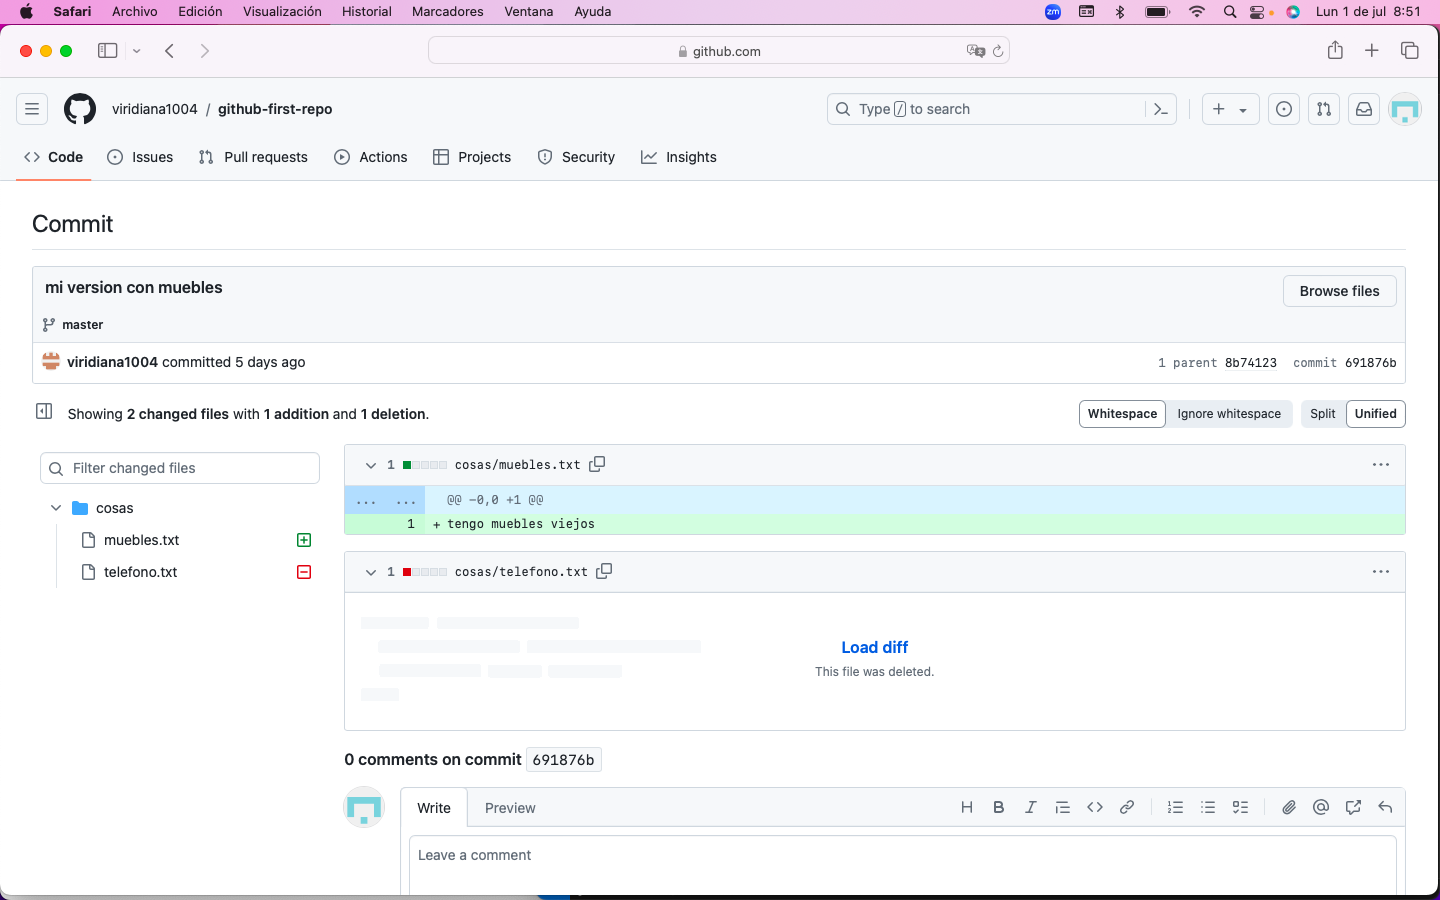 Safari Archivo Edición Visualización Historial Marcadores Ventana Ayuda zm Lun 1 de jul 8:51
github.com
viridiana1004 / github-first-repo Type / to search
Code Issues Pull requests Actions Projects Security Insights
Commit
mi version con muebles
Browse files
master
viridiana1004 committed 5 days ago 1 parent 8b74123 commit 691876b
Showing 2 changed files with 1 addition and 1 deletion. Whitespace Ignore whitespace Split Unified
Filter changed files
cosas
muebles.txt
telefono.txt
1 cosas/muebles.txt
... ... @@ -0,0 +1 @@
1 + tengo muebles viejos
1 cosas/telefono.txt
Load diff
This file was deleted.
0 comments on commit 691876b
Write Preview
Leave a comment